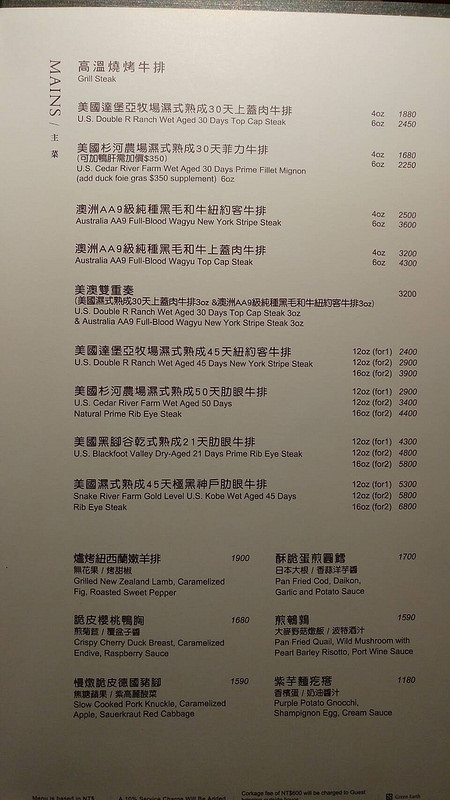 MAINS / 主菜
高溫燒烤牛排
Grill Steak
美國達堡亞牧場濕式熟成30天上蓋肉牛排
U.S. Double R Ranch Wet Aged 30 Days Top Cap Steak
4oz 1880
6oz 2450
美國杉河農場濕式熟成30天菲力牛排
(可加鴨肝需加價$350)
U.S. Cedar River Farm Wet Aged 30 Days Prime Fillet Mignon
(add duck foie gras $350 supplement) 6oz
4oz 1680
6oz 2250
澳洲AA9級純種黑毛和牛紐約客牛排
Australia AA9 Full-Blood Wagyu New York Stripe Steak
4oz 2500
6oz 3600
澳洲AA9級純種黑毛和牛上蓋肉牛排
Australia AA9 Full-Blood Wagyu Top Cap Steak
4oz 3200
6oz 4300
美澳雙重奏 3200
(美國濕式熟成30天上蓋肉牛排3oz &澳洲AA9級純種黑毛和牛紐約客牛排3oz)
U.S. Double R Ranch Wet Aged 30 Days Top Cap Steak 3oz
& Australia AA9 Full-Blood Wagyu New York Stripe Steak 3oz
美國達堡亞牧場濕式熟成45天紐約客牛排
U.S. Double R Ranch Wet Aged 45 Days New York Stripe Steak
12oz (for1) 2400
12oz (for2) 2900
16oz (for2) 3900
美國杉河農場濕式熟成50天肋眼牛排
U.S. Cedar River Farm Wet Aged 50 Days
Natural Prime Rib Eye Steak
12oz (for1) 2900
12oz (for2) 3400
16oz (for2) 4400
美國黑腳谷乾式熟成21天肋眼牛排
U.S. Blackfoot Valley Dry-Aged 21 Days Prime Rib Eye Steak
12oz (for1) 4300
12oz (for2) 4800
16oz (for2) 5800
美國濕式熟成45天極黑神戶肋眼牛排
Snake River Farm Gold Level U.S. Kobe Wet Aged 45 Days
Rib Eye Steak
12oz (for1) 5300
12oz (for2) 5800
16oz (for2) 6800
爐烤紐西蘭嫩羊排 1900
無花果 / 烤甜椒
Grilled New Zealand Lamb, Caramelized
Fig, Roasted Sweet Pepper
酥脆蛋煎圓鱈 1700
日本大根 / 香蒜洋芋醬
Pan Fried Cod, Daikon,
Garlic and Potato Sauce
脆皮櫻桃鴨胸 1680
煎菊苣 / 覆盆子醬
Crispy Cherry Duck Breast, Caramelized
Endive, Raspberry Sauce
煎鵪鶉 1590
大麥野菇燉飯 / 波特酒汁
Pan Fried Quail, Wild Mushroom with
Pearl Barley Risotto, Port Wine Sauce
慢燉脆皮德國豬腳 1590
焦糖蘋果 / 紫高麗酸菜
Slow Cooked Pork Knuckle, Caramelized
Apple, Sauerkraut Red Cabbage
紫芋麵疙瘩 1180
香檳蛋 / 奶油醬汁
Purple Potato Gnocchi,
Shampignon Egg, Cream Sauce
Menu is based in NT$
A 10% Service Charge Will Be Added
Corkage fee of NT$600 will be charged to Guest